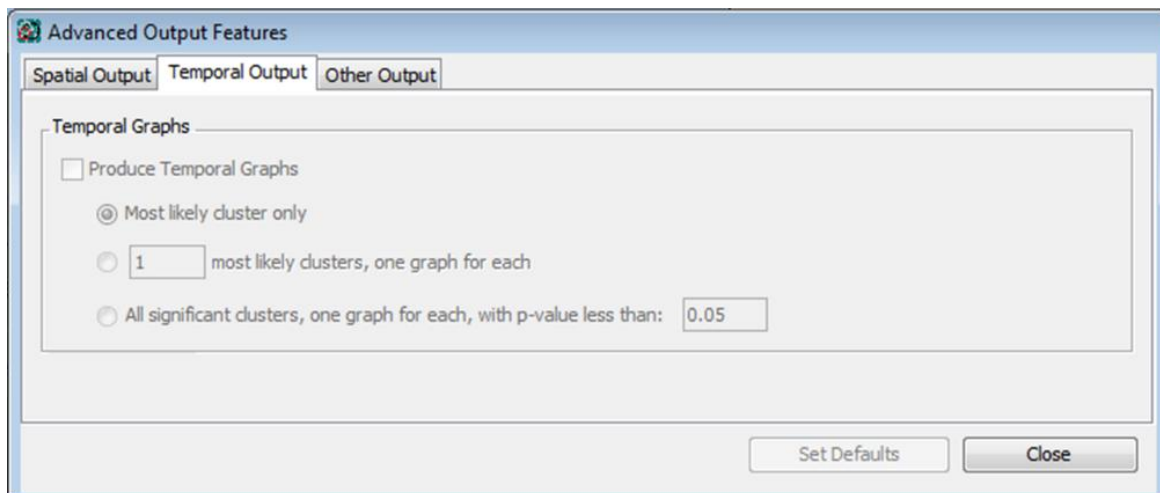 Advanced Output Features
Spatial Output Temporal Output Other Output
Temporal Graphs
Produce Temporal Graphs
Most likely cluster only
1 most likely clusters, one graph for each
All significant clusters, one graph for each, with p-value less than: 0.05
Set Defaults Close